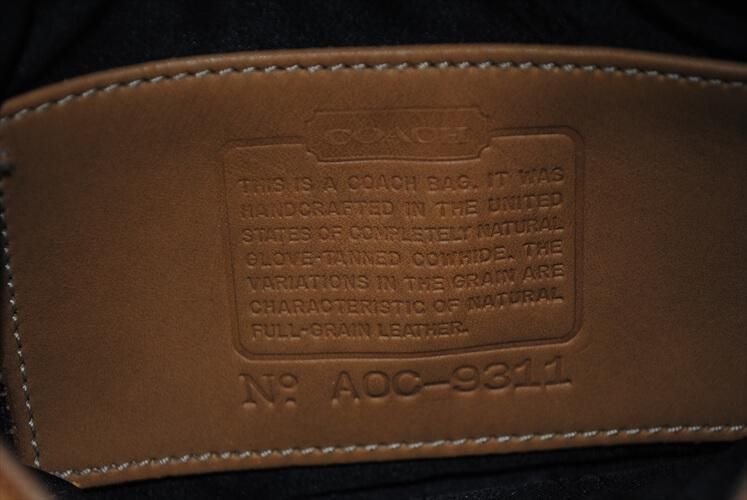 COACH
THIS IS A COACH BAG. IT WAS
HANDCRAFTED IN THE UNITED
STATES OF COMPLETELY NATURAL
GLOVE-TANNED COWHIDE. THE
VARIATIONS IN THE GRAIN ARE
CHARACTERISTIC OF NATURAL
FULL-GRAIN LEATHER.
Nº: AOC-9311